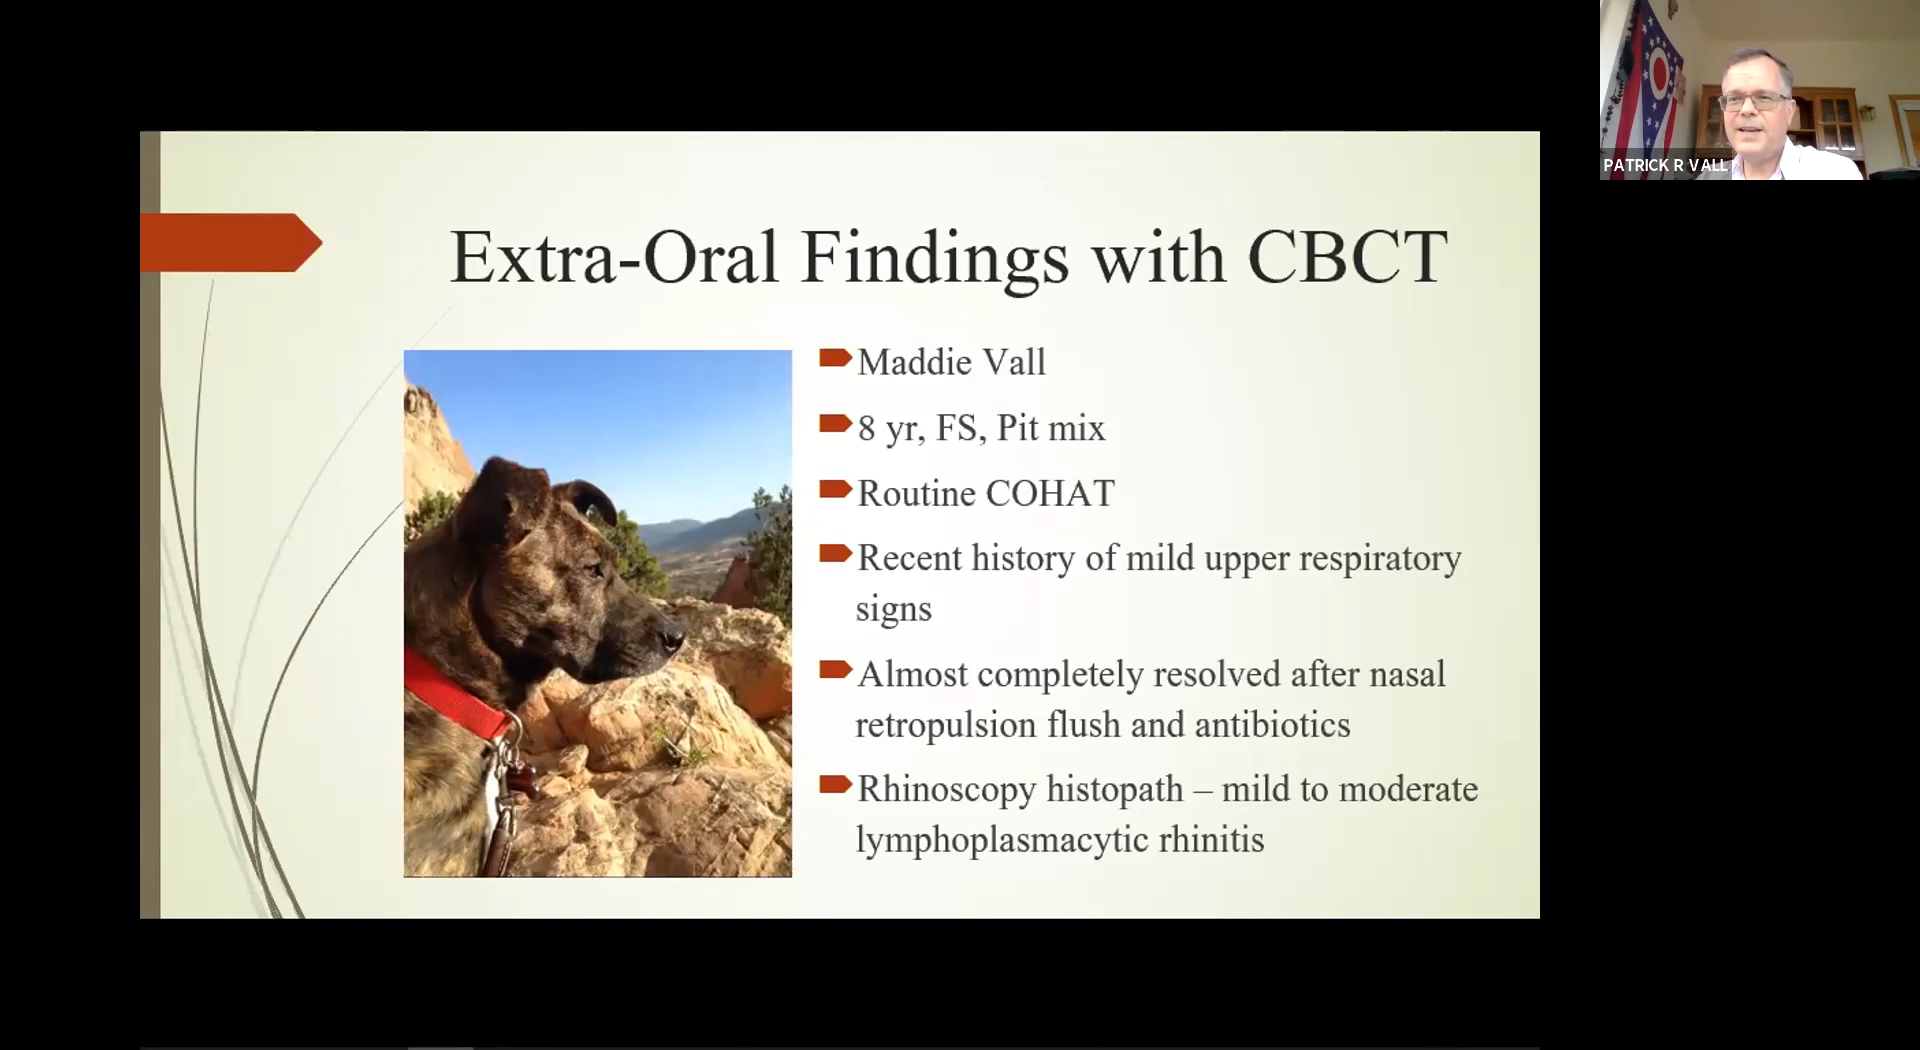 PATRICK R VALL
Extra-Oral Findings with CBCT
Maddie Vall
8 yr, FS, Pit mix
Routine COHAT
Recent history of mild upper respiratory
signs
Almost completely resolved after nasal
retropulsion flush and antibiotics
Rhinoscopy histopath – mild to moderate
lymphoplasmacytic rhinitis